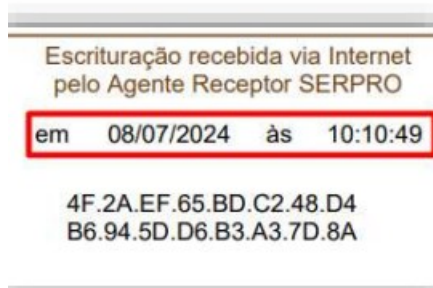 Escrituração recebida via Internet
pelo Agente Receptor SERPRO
em 08/07/2024 às 10:10:49
4F.2A.EF.65.BD.C2.48.D4
B6.94.5D.D6.B3.A3.7D.8A